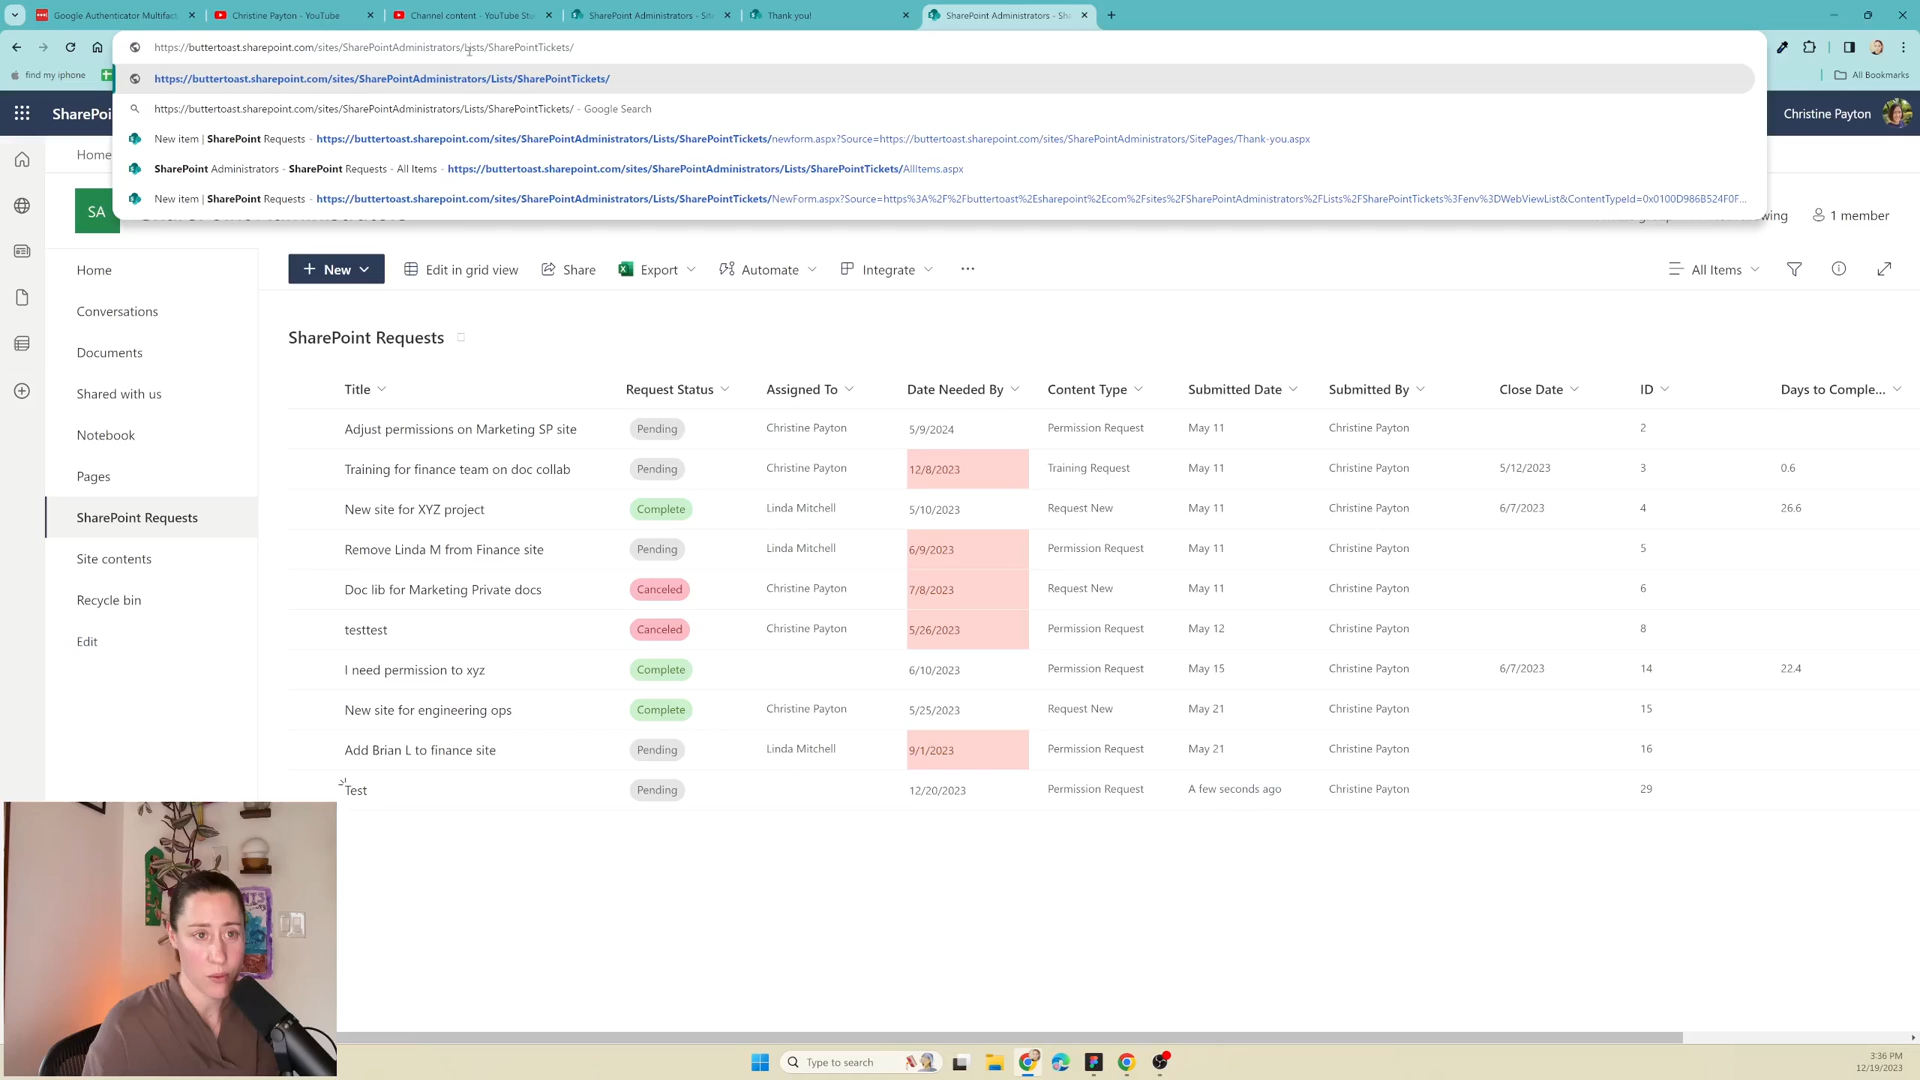 Google Authenticator Multifact
Christine Payton - YouTube
Channel content - YouTube Stu
SharePoint Administrators - Sit
Thank you!
SharePoint Administrators - Sh
https://buttertoast.sharepoint.com/sites/SharePointAdministrators/Lists/SharePointTickets/
find my iphone
All Bookmarks
https://buttertoast.sharepoint.com/sites/SharePointAdministrators/Lists/SharePointTickets/
https://buttertoast.sharepoint.com/sites/SharePointAdministrators/Lists/SharePointTickets/ - Google Search
New item | SharePoint Requests - https://buttertoast.sharepoint.com/sites/SharePointAdministrators/Lists/SharePointTickets/newform.aspx?Source=https://buttertoast.sharepoint.com/sites/SharePointAdministrators/SitePages/Thank-you.aspx
SharePoint Administrators - SharePoint Requests - All Items - https://buttertoast.sharepoint.com/sites/SharePointAdministrators/Lists/SharePointTickets/AllItems.aspx
New item | SharePoint Requests - https://buttertoast.sharepoint.com/sites/SharePointAdministrators/Lists/SharePointTickets/NewForm.aspx?Source=https%3A%2F%2Fbuttertoast%2Esharepoint%2Ecom%2Fsites%2FSharePointAdministrators%2FLists%2FSharePointTickets%3Fenv%3DWebViewList&ContentTypeId=0x0100D986B524F0F...
SharePoi
Christine Payton
Home
SA
1 member
Home
Conversations
Documents
Shared with us
Notebook
Pages
SharePoint Requests
Site contents
Recycle bin
Edit
New
Edit in grid view
Share
Export
Automate
Integrate
All Items
SharePoint Requests
Title Request Status Assigned To Date Needed By Content Type Submitted Date Submitted By Close Date ID Days to Comple...
Adjust permissions on Marketing SP site Pending Christine Payton 5/9/2024 Permission Request May 11 Christine Payton 2
Training for finance team on doc collab Pending Christine Payton 12/8/2023 Training Request May 11 Christine Payton 5/12/2023 3 0.6
New site for XYZ project Complete Linda Mitchell 5/10/2023 Request New May 11 Christine Payton 6/7/2023 4 26.6
Remove Linda M from Finance site Pending Linda Mitchell 6/9/2023 Permission Request May 11 Christine Payton 5
Doc lib for Marketing Private docs Canceled Christine Payton 7/8/2023 Request New May 11 Christine Payton 6
testtest Canceled Christine Payton 5/26/2023 Permission Request May 12 Christine Payton 8
I need permission to xyz Complete 6/10/2023 Permission Request May 15 Christine Payton 6/7/2023 14 22.4
New site for engineering ops Complete Christine Payton 5/25/2023 Request New May 21 Christine Payton 15
Add Brian L to finance site Pending Linda Mitchell 9/1/2023 Permission Request May 21 Christine Payton 16
Test Pending 12/20/2023 Permission Request A few seconds ago Christine Payton 29
Type to search
3:36 PM
12/19/2023